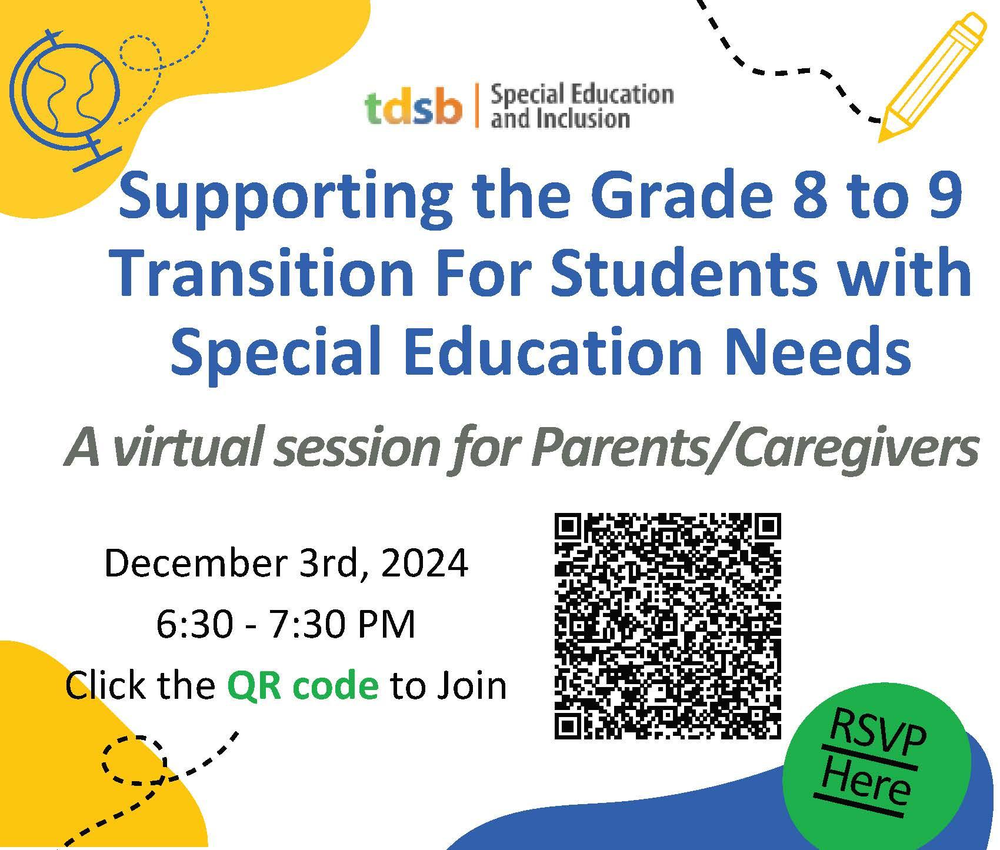 tdsb
Special Education
and Inclusion
Supporting the Grade 8 to 9
Transition For Students with
Special Education Needs
A virtual session for Parents/Caregivers
December 3rd, 2024
6:30 - 7:30 PM
Click the QR code to Join
RSVP
Here